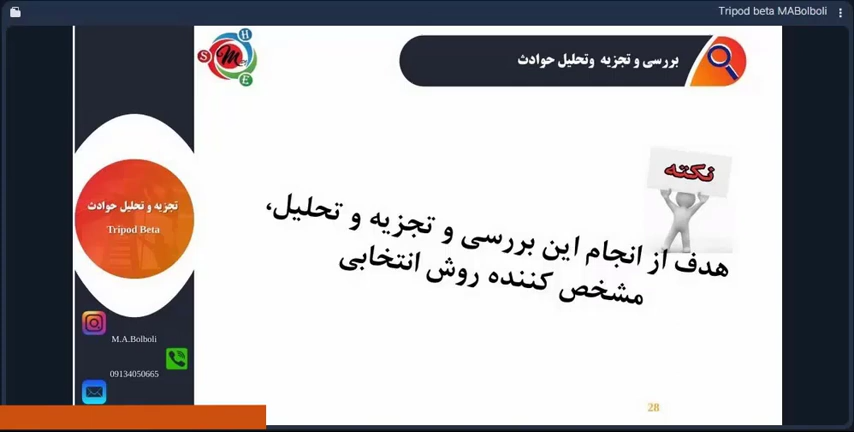 Tripod beta MABolboli
بررسی و تجزیه وتحلیل حوادث
S
H
E
M
نکته
هدف از انجام این بررسی و تجزیه و تحلیل،
مشخص کننده روش انتخابی
تجزیه و تحلیل حوادث
Tripod Beta
M.A.Bolboli
09134050665
28